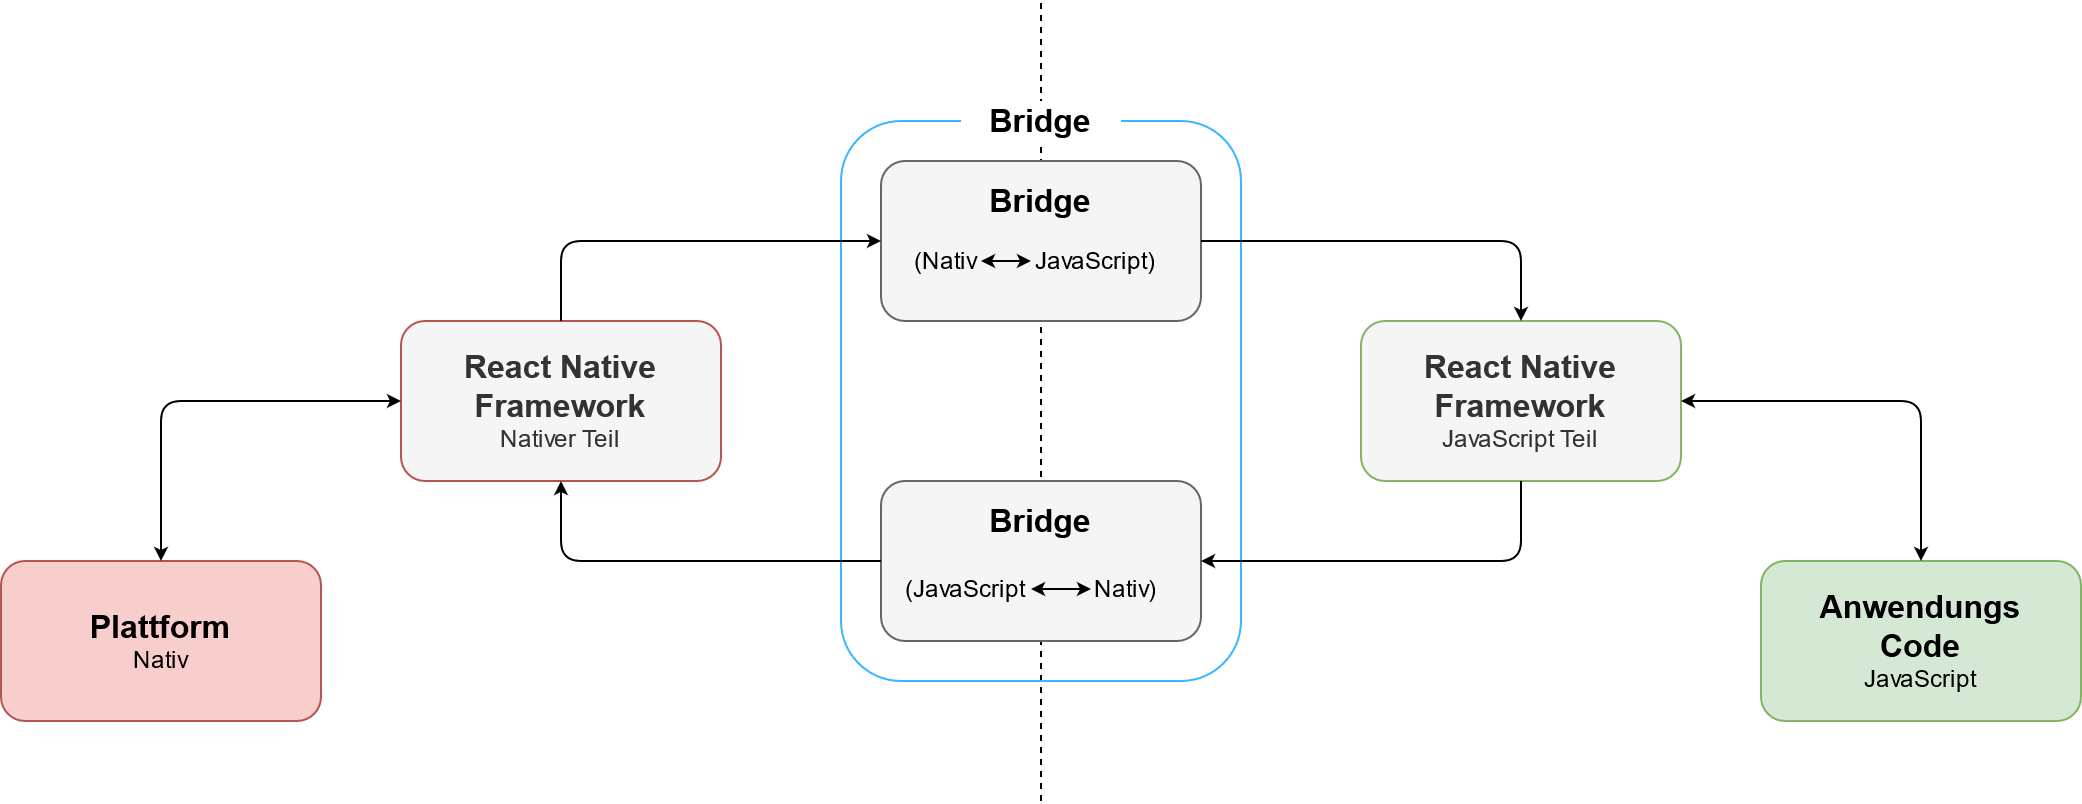 Bridge
Bridge
(Nativ JavaScript)
React Native
Framework
Nativer Teil
React Native
Framework
JavaScript Teil
Bridge
(JavaScript Nativ)
Plattform
Nativ
Anwendungs
Code
JavaScript